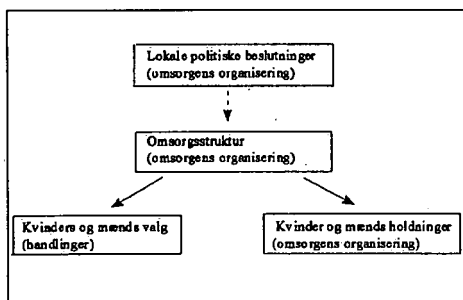 Lokale politiske beslutninger
(omsorgens organisering)
Omsorgsstruktur
(omsorgens organisering)
Kvinders og mænds valg
(handlinger)
Kvinder og mænds holdninger
(omsorgens organisering)